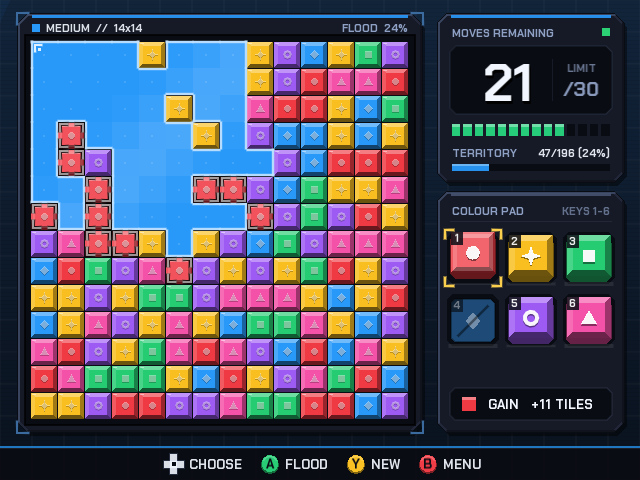 MEDIUM // 14x14
FLOOD 24%
MOVES REMAINING
21
LIMIT
/30
TERRITORY 47/196 (24%)
COLOUR PAD KEYS 1-6
1 2 3
4 5 6
GAIN +11 TILES
CHOOSE A FLOOD Y NEW B MENU